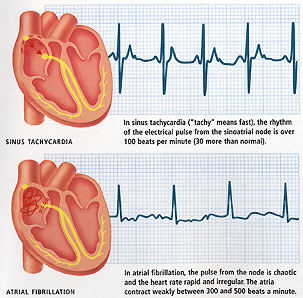 In sinus tachycardia ("tachy" means fast), the rhythm
of the electrical pulse from the sinoatrial node is over
100 beats per minute (30 more than normal).
SINUS TACHYCARDIA
In atrial fibrillation, the pulse from the node is chaotic
and the heart rate rapid and irregular. The atria
contract weakly between 300 and 500 beats a minute.
ATRIAL FIBRILLATION